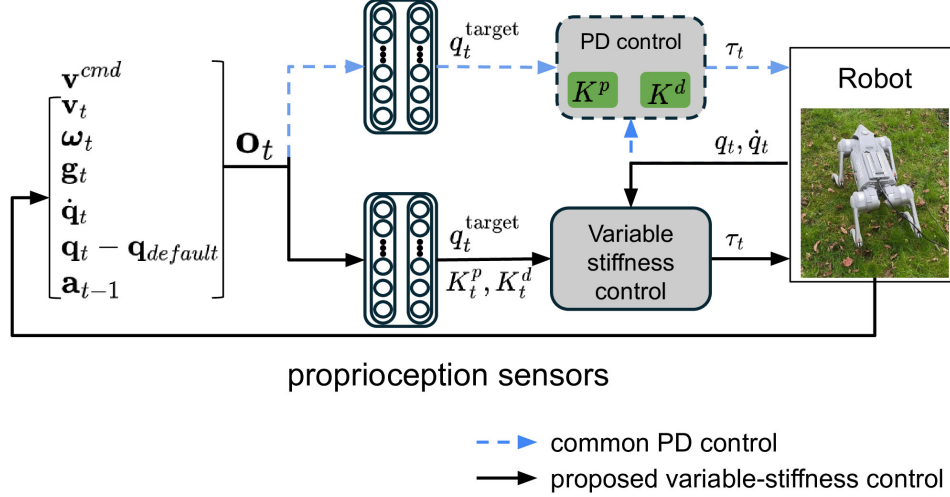 v^{cmd}
v_t
ω_t
g_t
q̇_t
q_t − q_{default}
a_{t−1}
o_t
q_t^{target}
PD control
K^p K^d
τ_t
Robot
q_t, q̇_t
q_t^{target}
K_t^p, K_t^d
Variable
stiffness
control
τ_t
proprioception sensors
common PD control
proposed variable-stiffness control